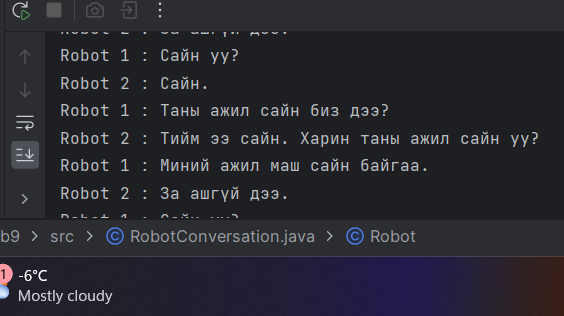 Robot 2 : За ашгүй дээ.
Robot 1 : Сайн уу?
Robot 2 : Сайн.
Robot 1 : Таны ажил сайн биз дээ?
Robot 2 : Тийм ээ сайн. Харин таны ажил сайн уу?
Robot 1 : Миний ажил маш сайн байгаа.
Robot 2 : За ашгүй дээ.
Robot 1 : Сайн уу?
b9 > src > RobotConversation.java > Robot
1
-6°C
Mostly cloudy